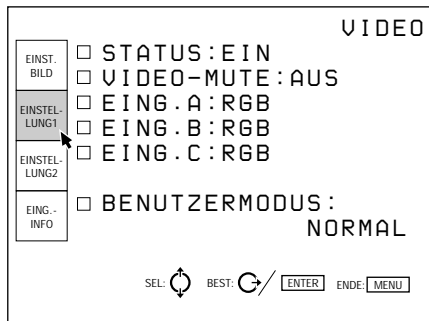 VIDEO
EINST.
BILD
EINSTEL-
LUNG1
EINSTEL-
LUNG2
EING.-
INFO
STATUS:EIN
VIDEO-MUTE:AUS
EING.A:RGB
EING.B:RGB
EING.C:RGB
BENUTZERMODUS:
NORMAL
SEL: BEST: / ENTER ENDE: MENU